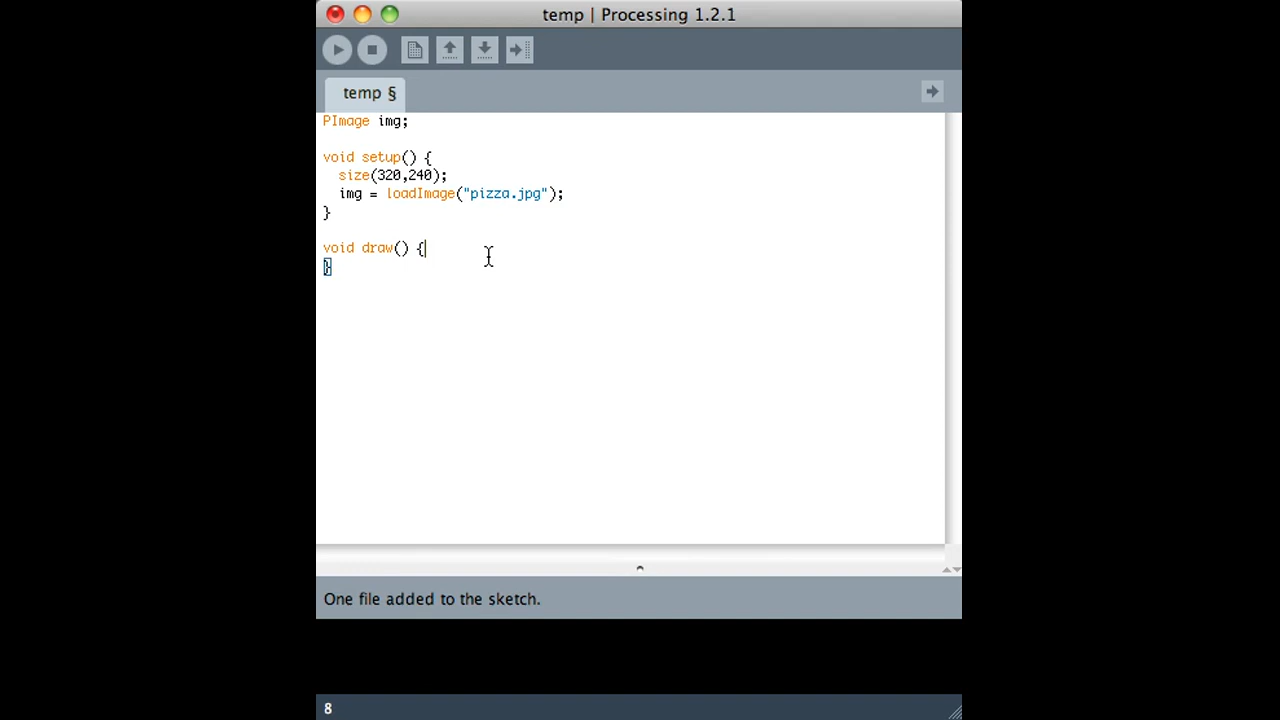 temp | Processing 1.2.1
temp §
PImage img;
void setup() {
  size(320,240);
  img = loadImage("pizza.jpg");
}
void draw() {
}
One file added to the sketch.
8